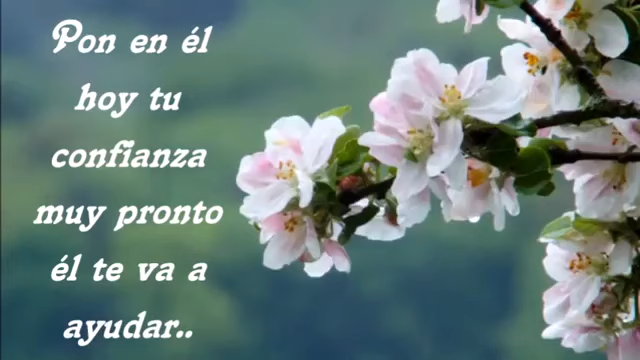 Pon en él
hoy tu
confianza
muy pronto
él te va a
ayudar..